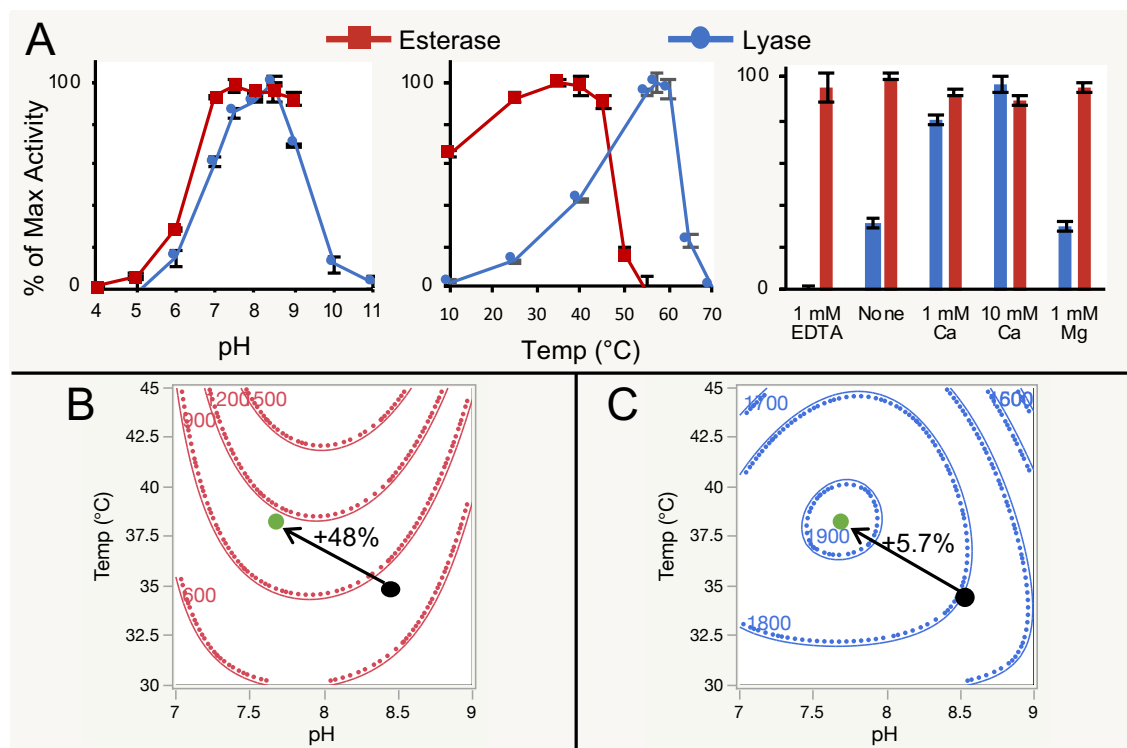 A
Esterase
Lyase
% of Max Activity
100
0
4 5 6 7 8 9 10 11
pH
100
0
10 20 30 40 50 60 70
Temp (°C)
100
0
1 mM EDTA
None
1 mM Ca
10 mM Ca
1 mM Mg
B
45
42.5
40
37.5
35
32.5
30
Temp (°C)
7 7.5 8 8.5 9
pH
900
200
500
600
+48%
C
45
42.5
40
37.5
35
32.5
30
Temp (°C)
7 7.5 8 8.5 9
pH
1700
1600
1900
1800
+5.7%